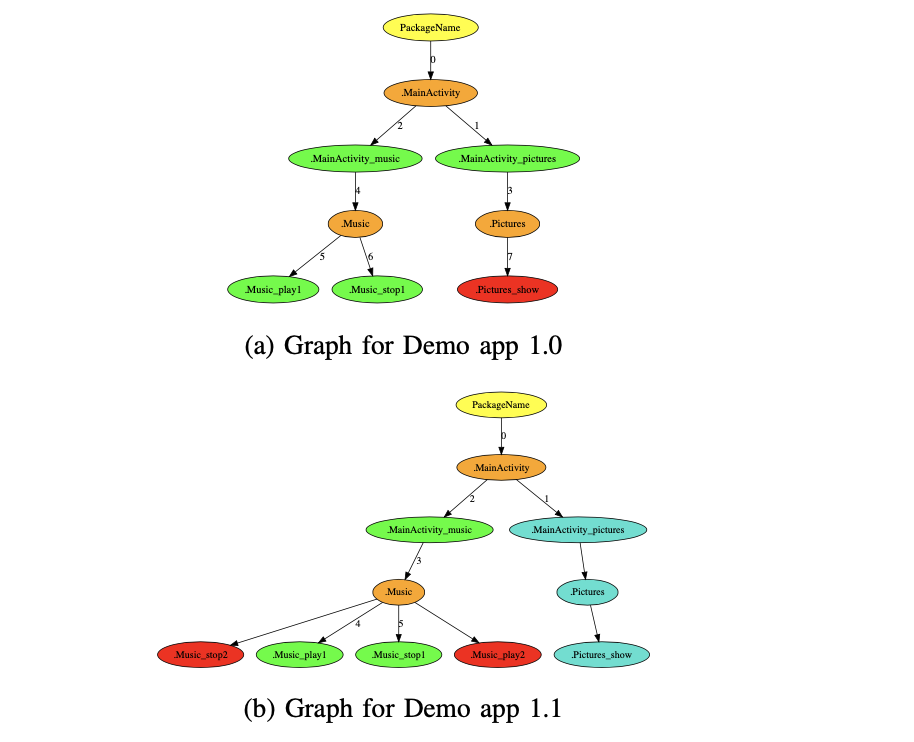 PackageName
0
.MainActivity
2 1
.MainActivity_music .MainActivity_pictures
4 3
.Music .Pictures
5 6 7
.Music_play1 .Music_stop1 .Pictures_show
(a) Graph for Demo app 1.0
PackageName
0
.MainActivity
2 1
.MainActivity_music .MainActivity_pictures
3
.Music .Pictures
4 5
.Music_stop2 .Music_play1 .Music_stop1 .Music_play2 .Pictures_show
(b) Graph for Demo app 1.1